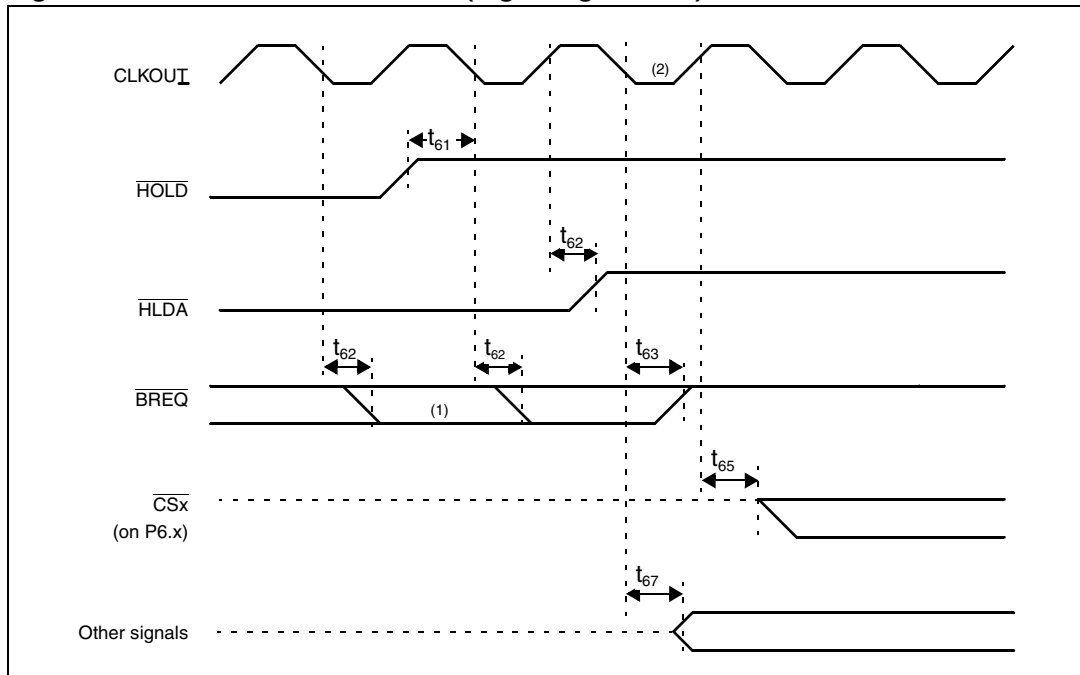 CLKOUT
(2)
t61
HOLD
t62
HLDA
t62
t62
t63
BREQ
(1)
t65
CSx
(on P6.x)
t67
Other signals